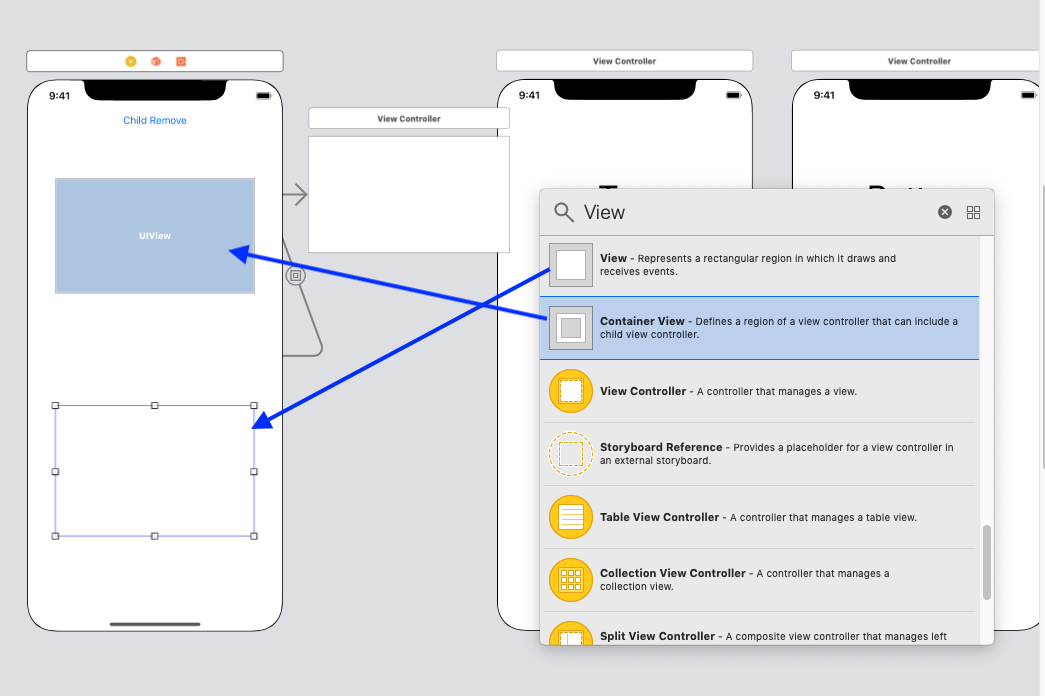 View Controller
View Controller
9:41
9:41
9:41
Child Remove
View Controller
UIView
View
View - Represents a rectangular region in which it draws and
receives events.
Container View - Defines a region of a view controller that can include a
child view controller.
View Controller - A controller that manages a view.
Storyboard Reference - Provides a placeholder for a view controller in
an external storyboard.
Table View Controller - A controller that manages a table view.
Collection View Controller - A controller that manages a
collection view.
Split View Controller - A composite view controller that manages left